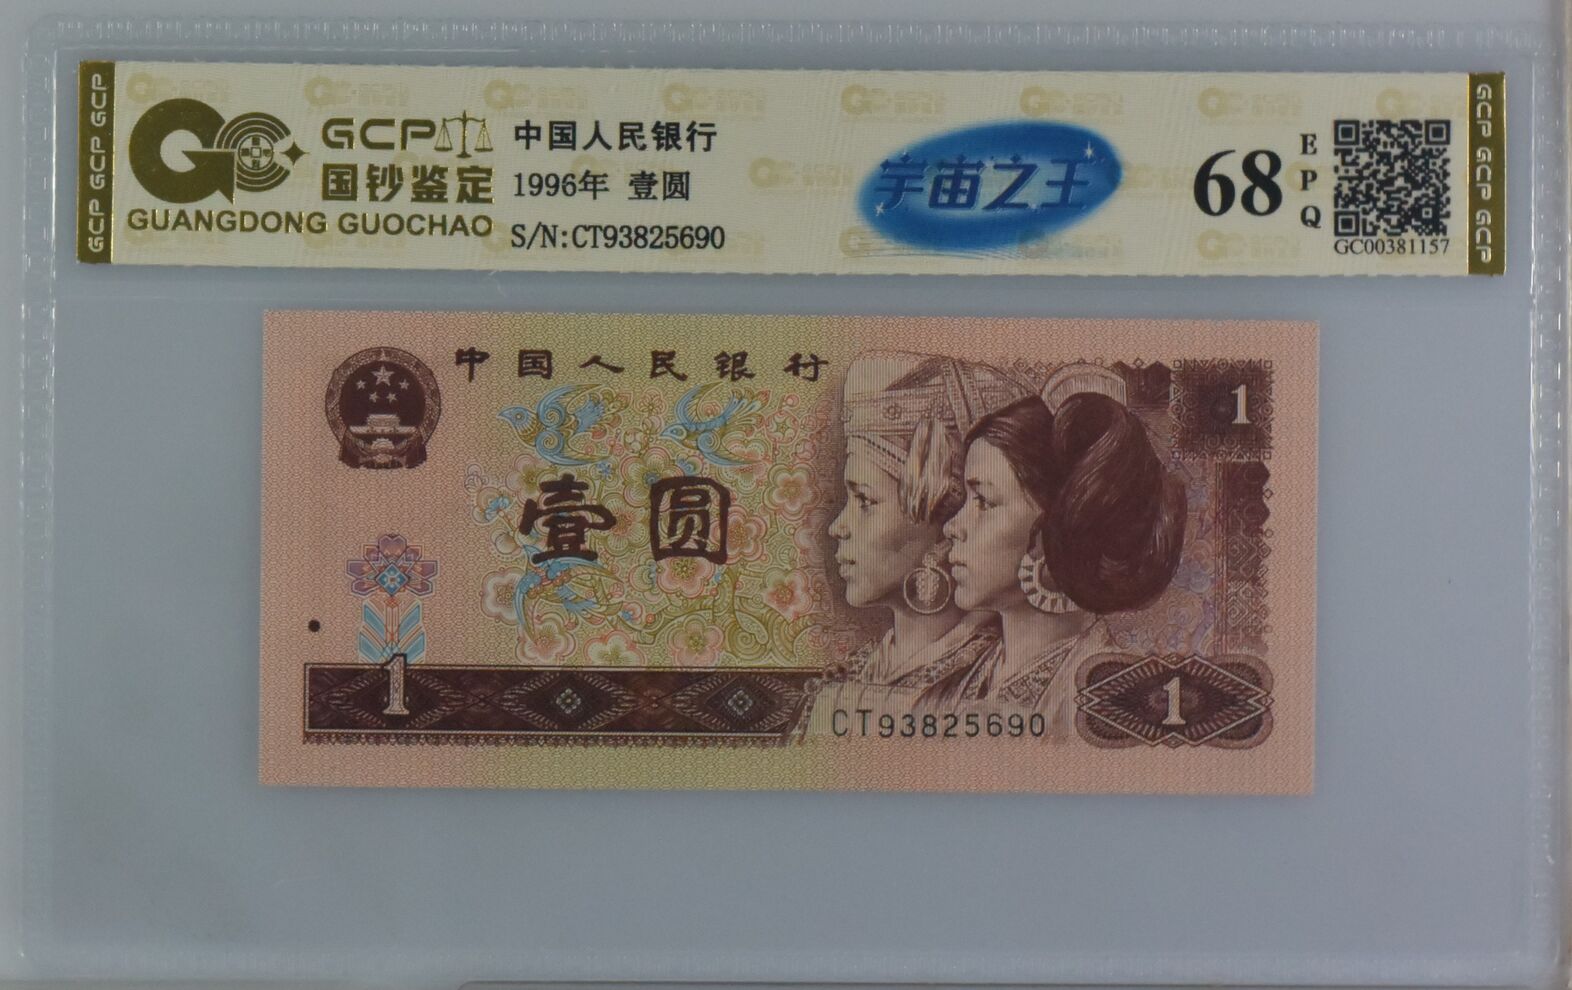 GCP GCP GCP
GCP
国钞鉴定
GUANGDONG GUOCHAO
中国人民银行
1996年 壹圆
S/N:CT93825690
宇宙之王
68
EPQ
GC00381157
GCP GCP GCP
中国人民银行
1
壹圆
1
CT93825690
1